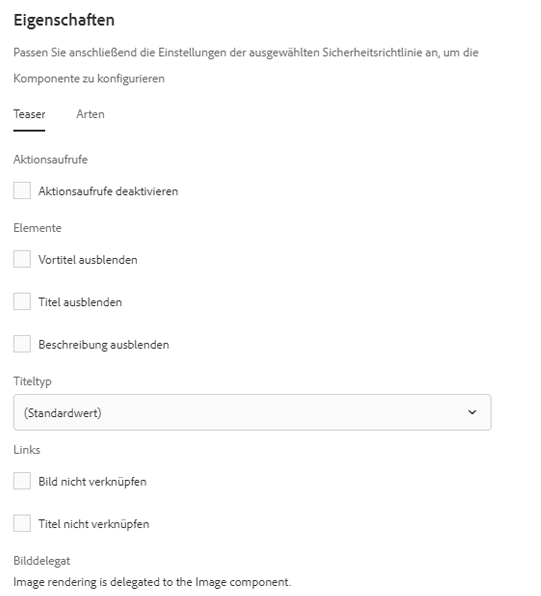 Eigenschaften
Passen Sie anschließend die Einstellungen der ausgewählten Sicherheitsrichtlinie an, um die
Komponente zu konfigurieren
Teaser Arten
Aktionsaufrufe
Aktionsaufrufe deaktivieren
Elemente
Vortitel ausblenden
Titel ausblenden
Beschreibung ausblenden
Titeltyp
(Standardwert)
Links
Bild nicht verknüpfen
Titel nicht verknüpfen
Bilddelegat
Image rendering is delegated to the Image component.